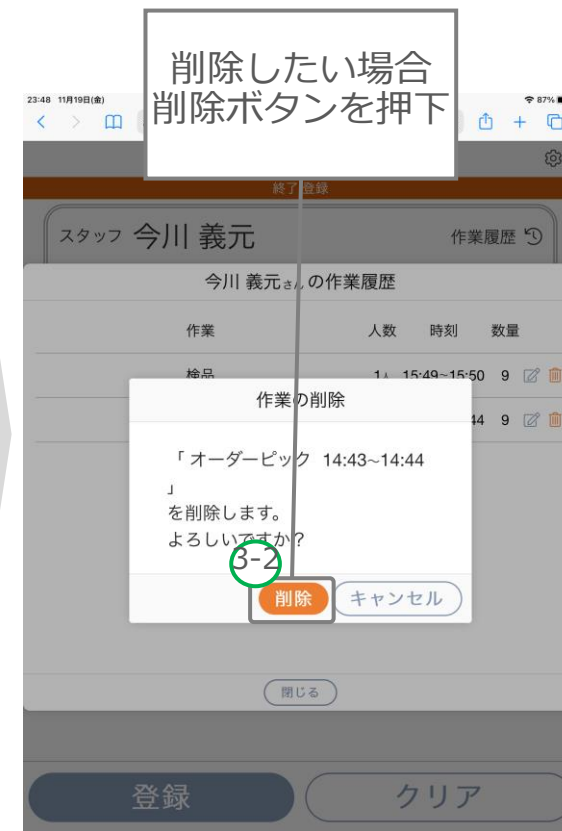 削除したい場合
削除ボタンを押下
23:48 11月19日(金)
87%
終了登録
スタッフ 今川 義元
作業履歴
今川 義元さんの作業履歴
作業 人数 時刻 数量
検品 1人 15:49~15:50 9
44 9
作業の削除
「 オーダーピック 14:43~14:44
」
を削除します。
よろしいですか？
3-2
削除 キャンセル
閉じる
登録 クリア